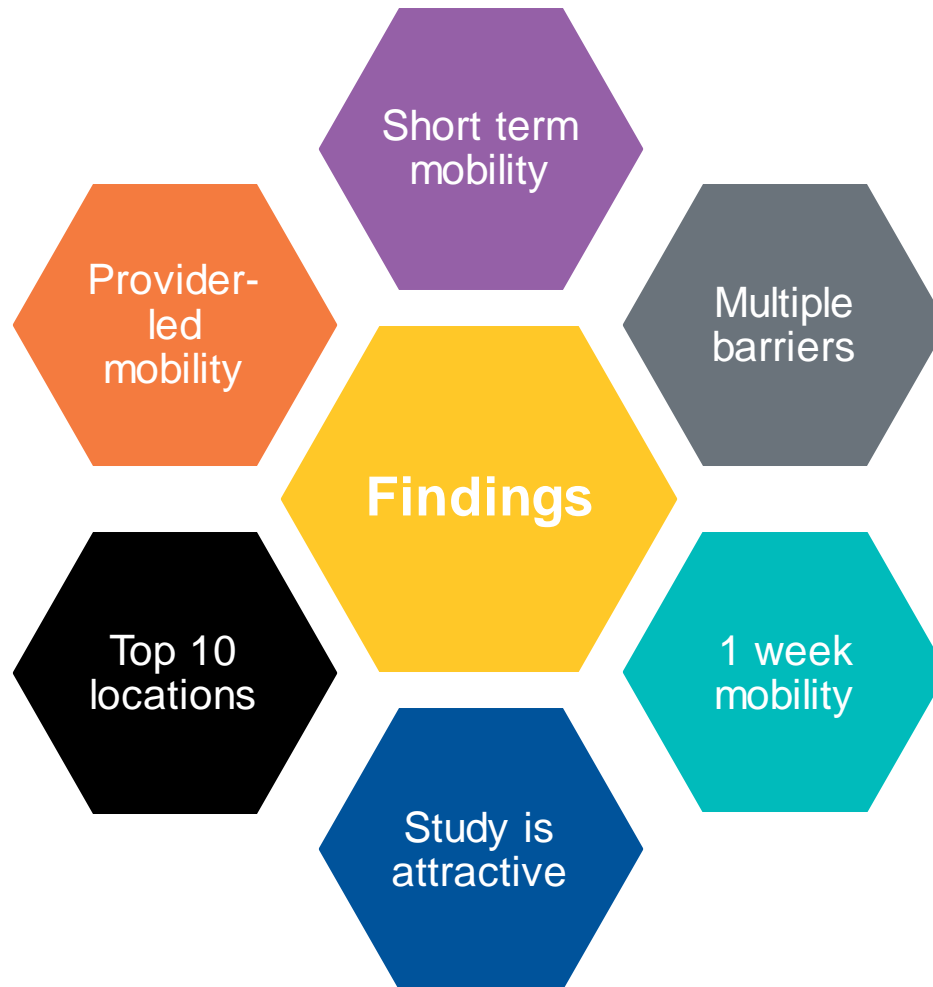 Short term
mobility
Provider-
led
mobility
Multiple
barriers
Findings
Top 10
locations
1 week
mobility
Study is
attractive